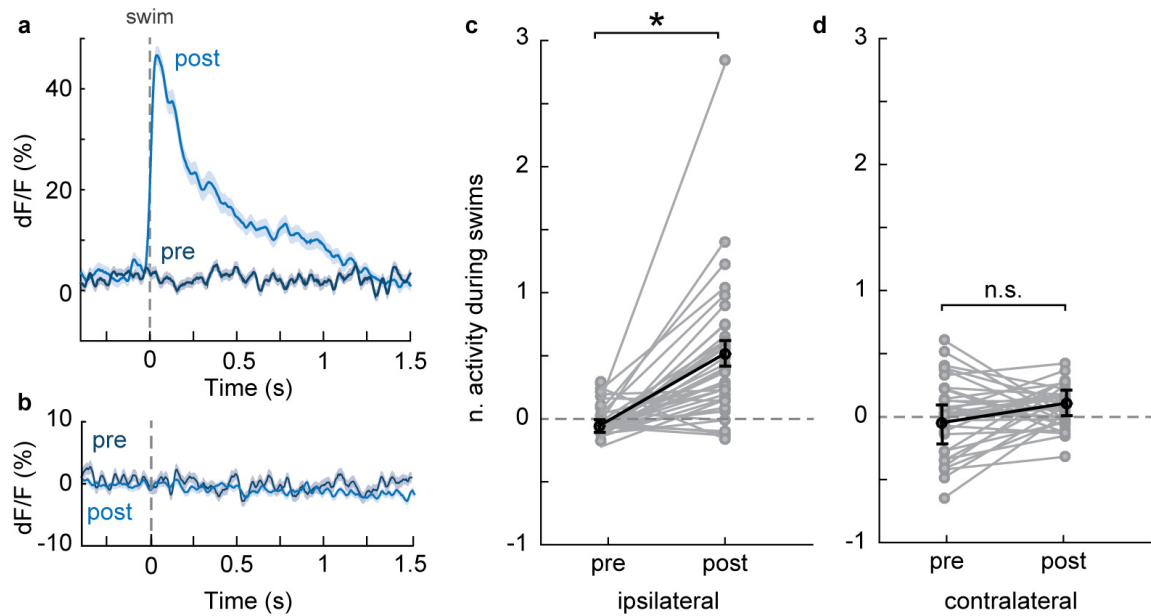 a
swim
post
pre
40
20
0
dF/F (%)
0
0.5
1
1.5
Time (s)
b
10
0
-10
dF/F (%)
pre
post
0
0.5
1
1.5
Time (s)
c
*
3
2
1
0
-1
n. activity during swims
pre
post
ipsilateral
d
n.s.
3
2
1
0
-1
pre
post
contralateral